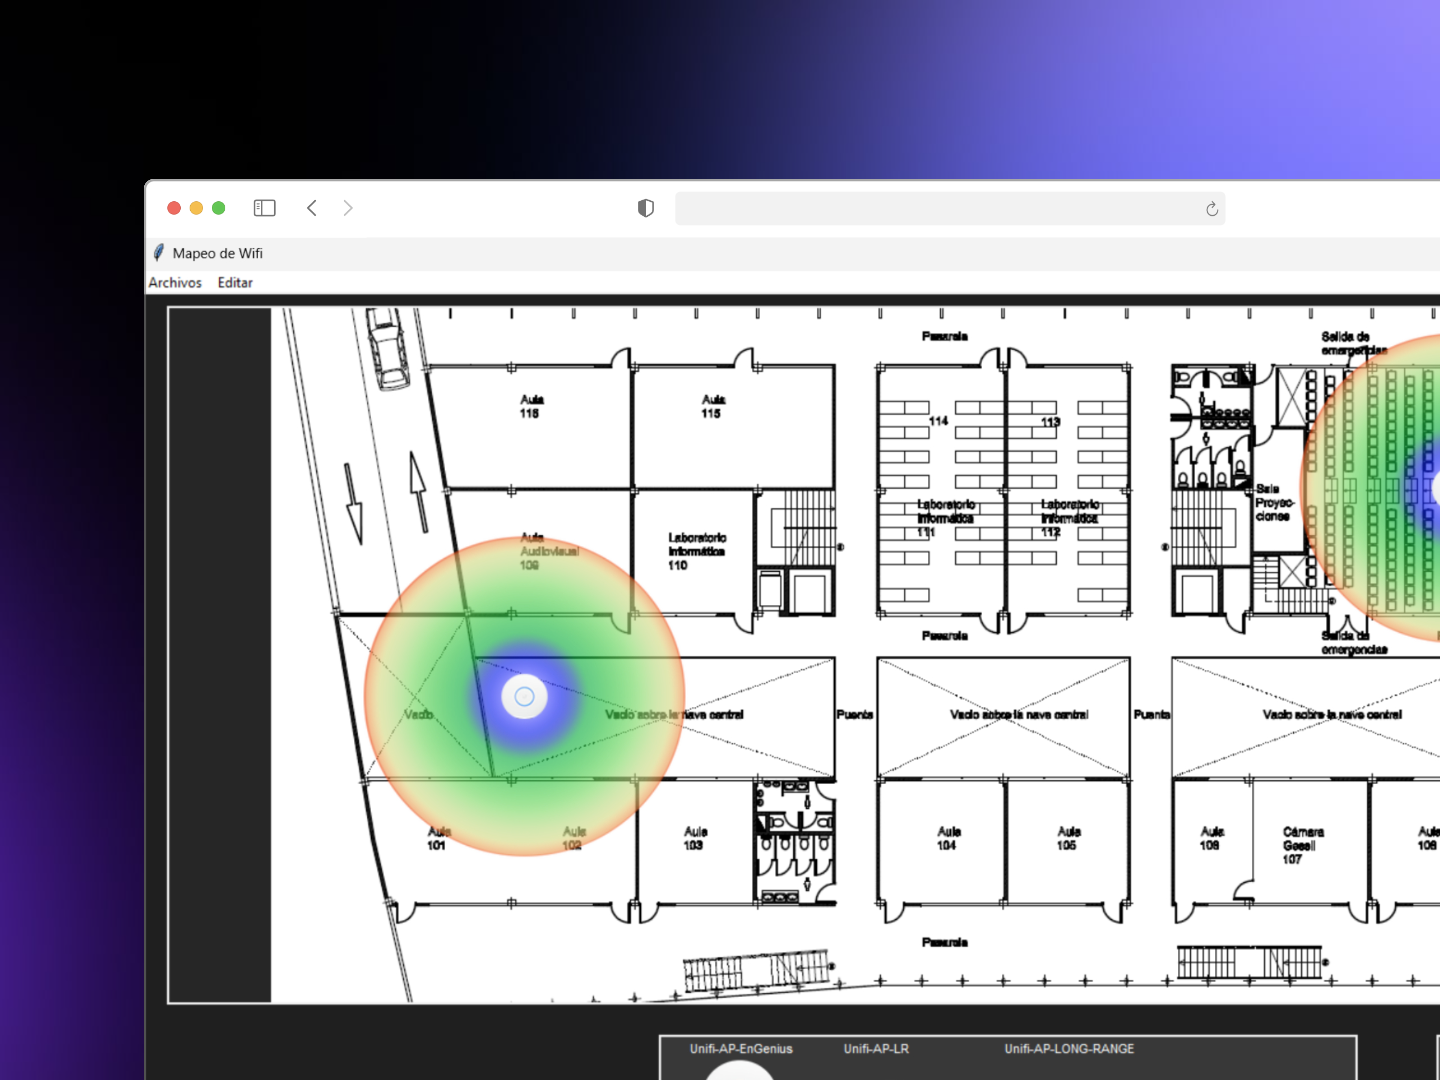 Mapeo de Wifi
Archivos Editar
Pasarela
Salida de
emergencias
Aula
116
Aula
115
114
113
Aula
Audiovisual
109
Laboratorio
Informática
110
Laboratorio
Informática
111
Laboratorio
Informática
112
Sala
Proyec-
ciones
Pasarela
Salida de
emergencias
Vacío
Vacío sobre la nave central
Puente
Vacío sobre la nave central
Puente
Vacío sobre la nave central
Aula
101
Aula
102
Aula
103
Aula
104
Aula
105
Aula
106
Cámara
Gesell
107
Aula
108
Pasarela
Unifi-AP-EnGenius
Unifi-AP-LR
Unifi-AP-LONG-RANGE